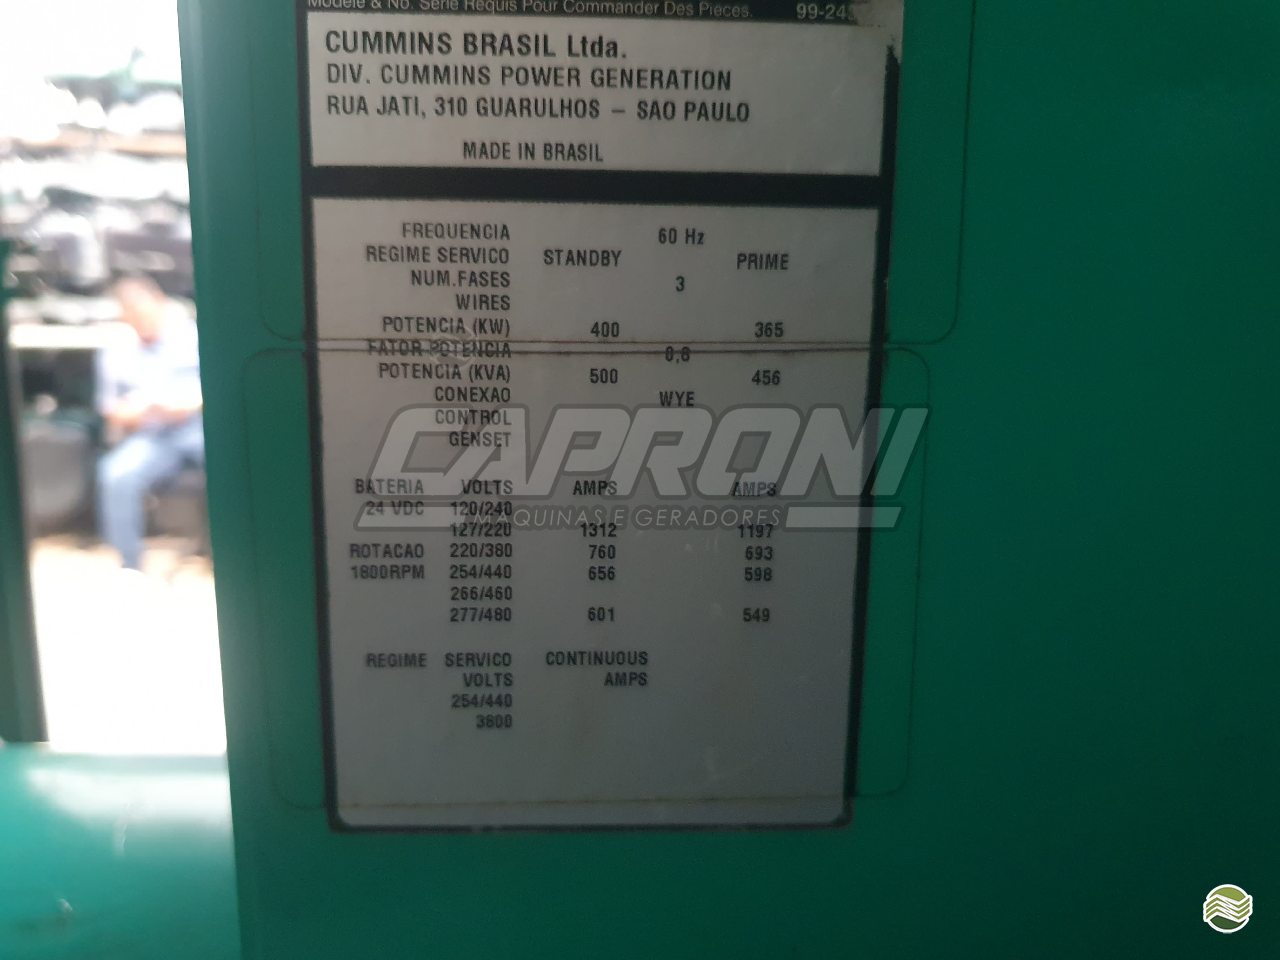 Modele & No. Serie Requis Pour Commander Des Pieces. 99-243
CUMMINS BRASIL Ltda.
DIV. CUMMINS POWER GENERATION
RUA JATI, 310 GUARULHOS – SAO PAULO
MADE IN BRASIL
FREQUENCIA 60 Hz
REGIME SERVICO STANDBY PRIME
NUM.FASES 3
WIRES
POTENCIA (KW) 400 365
FATOR POTENCIA 0,8
POTENCIA (KVA) 500 456
CONEXAO WYE
CONTROL
GENSET
CAPRONI
MAQUINAS E GERADORES
BATERIA VOLTS AMPS AMPS
24 VDC 120/240
127/220 1312 1197
ROTACAO 220/380 760 693
1800RPM 254/440 656 598
266/460
277/480 601 549
REGIME SERVICO CONTINUOUS
VOLTS AMPS
254/440
3800